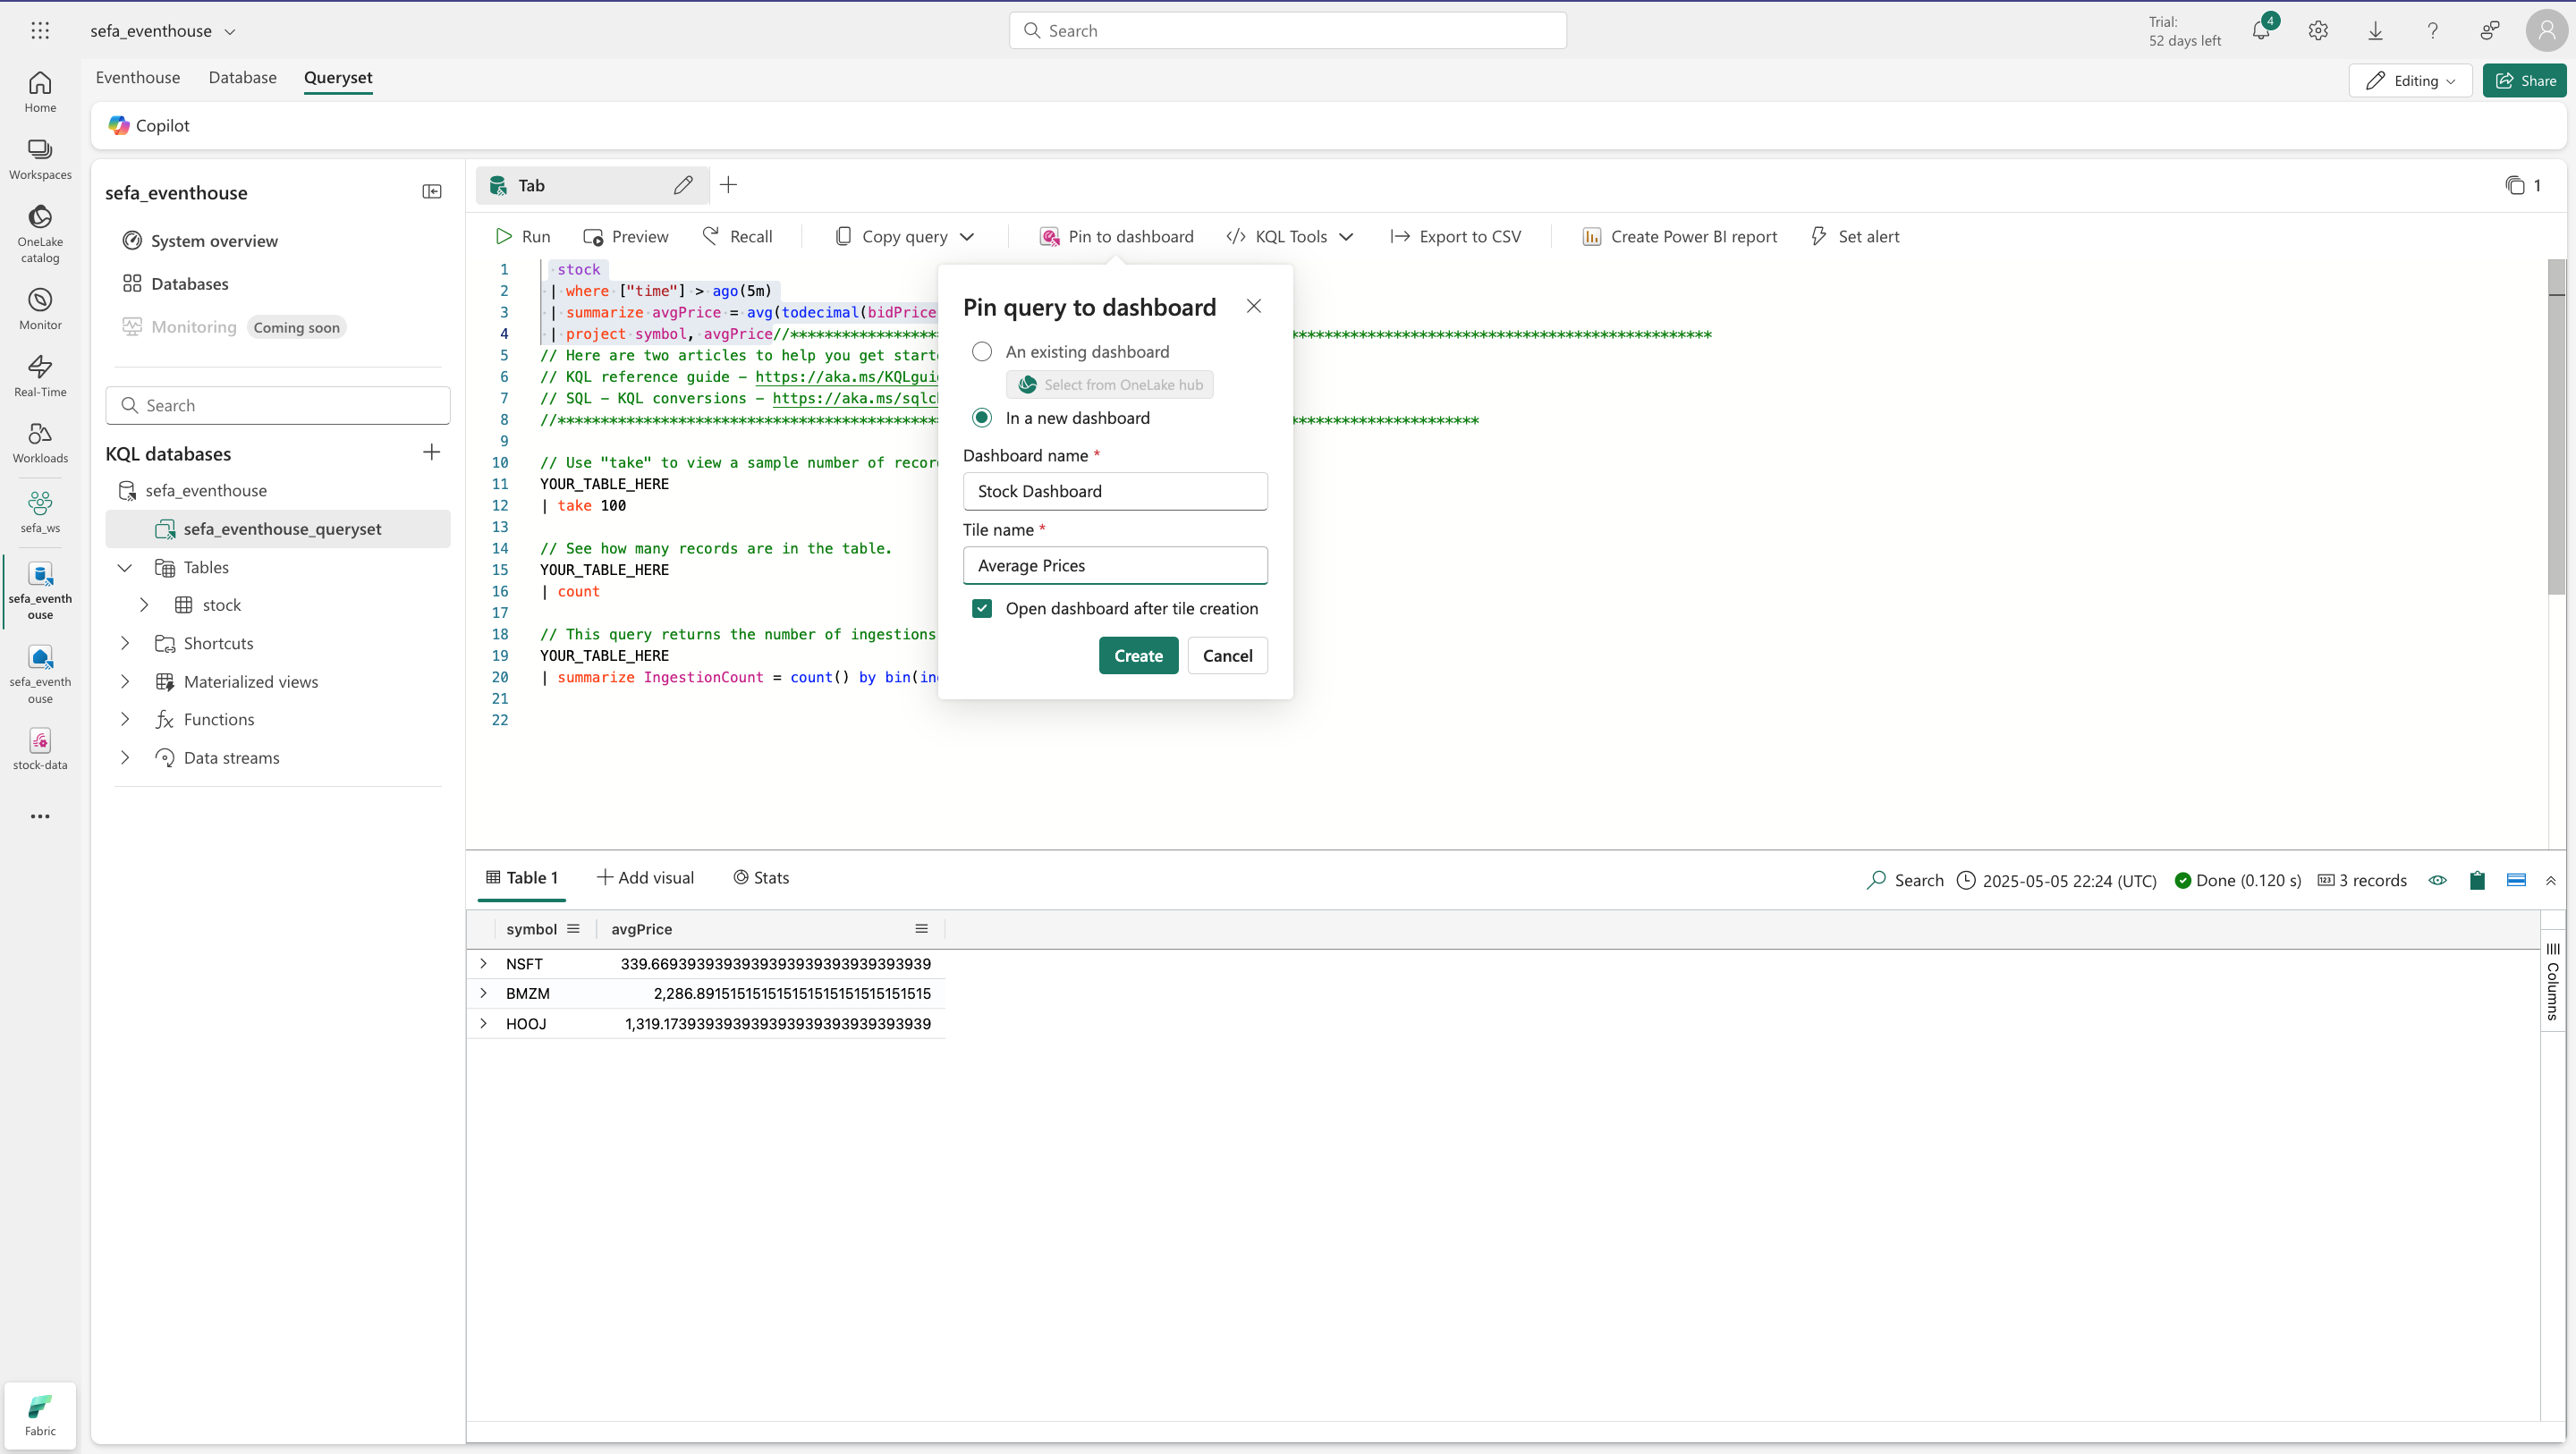 sefa_eventhouse
Search
Trial:
52 days left
4
Home
Workspaces
OneLake
catalog
Monitor
Real-Time
Workloads
sefa_ws
sefa_eventh
ouse
sefa_eventh
ouse
stock-data
Fabric
Eventhouse Database Queryset
Editing
Share
Copilot
sefa_eventhouse
System overview
Databases
Monitoring Coming soon
Search
KQL databases
sefa_eventhouse
sefa_eventhouse_queryset
Tables
stock
Shortcuts
Materialized views
Functions
Data streams
Tab
1
Run Preview Recall Copy query Pin to dashboard KQL Tools Export to CSV Create Power BI report Set alert
1 stock
2 | where ["time"] > ago(5m)
3 | summarize avgPrice = avg(todecimal(bidPrice
4 | project symbol, avgPrice//
5 // Here are two articles to help you get
6 // KQL reference guide – https://aka.ms/
7 // SQL – KQL conversions – https://aka.ms/
8 //
9
10 // Use "take" to view a sample number of
11 YOUR_TABLE_HERE
12 | take 100
13
14 // See how many records are in the table.
15 YOUR_TABLE_HERE
16 | count
17
18 // This query returns the number of ingestions
19 YOUR_TABLE_HERE
20 | summarize IngestionCount = count() by bin(
21
22
Pin query to dashboard
An existing dashboard
Select from OneLake hub
In a new dashboard
Dashboard name *
Stock Dashboard
Tile name *
Average Prices
Open dashboard after tile creation
Create Cancel
Table 1 Add visual Stats
Search 2025-05-05 22:24 (UTC) Done (0.120 s) 3 records
symbol avgPrice
NSFT 339.6693939393939393939393939393939
BMZM 2,286.891515151515151515151515151515
HOOJ 1,319.173939393939393939393939393939
Columns